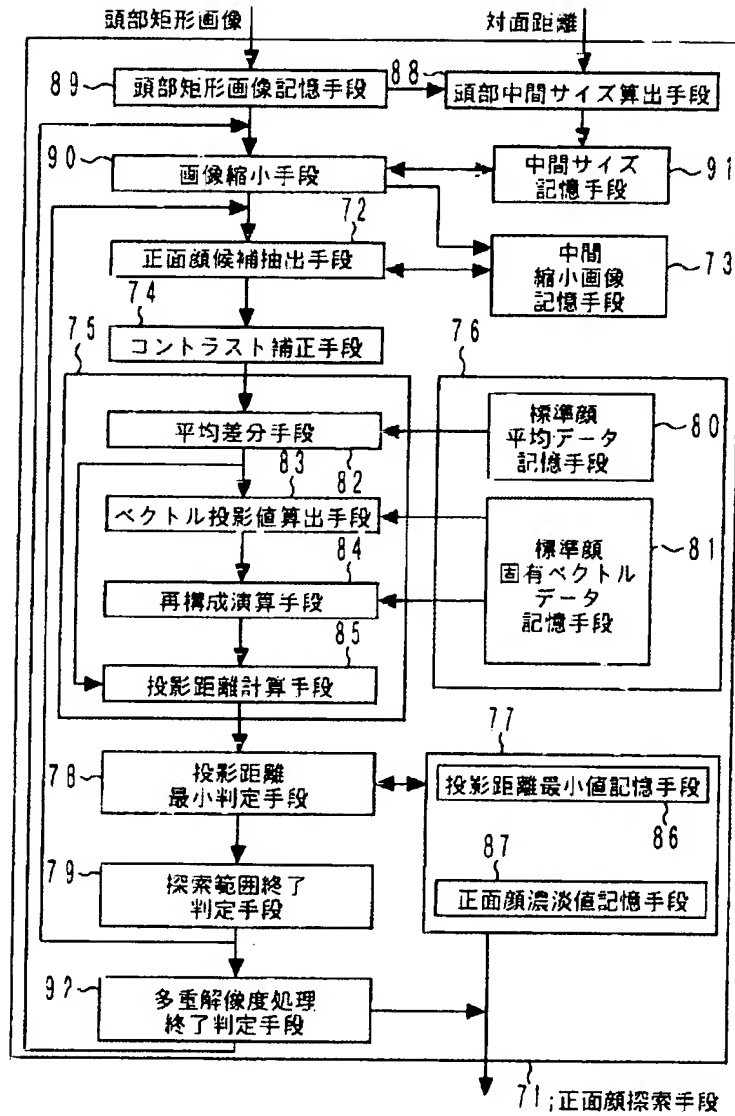 頭部矩形画像
対面距離
89
頭部矩形画像記憶手段
88
頭部中間サイズ算出手段
90
画像縮小手段
中間サイズ
記憶手段
91
72
正面顔候補抽出手段
中間
縮小画像
記憶手段
73
74
コントラスト補正手段
75
76
平均差分手段
82
標準顔
平均データ
記憶手段
80
83
ベクトル投影値算出手段
標準顔
固有ベクトル
データ
記憶手段
81
84
再構成演算手段
85
投影距離計算手段
77
78
投影距離
最小判定手段
投影距離最小値記憶手段
86
79
探索範囲終了
判定手段
87
正面顔濃淡値記憶手段
92
多重解像度処理
終了判定手段
71;正面顔探索手段